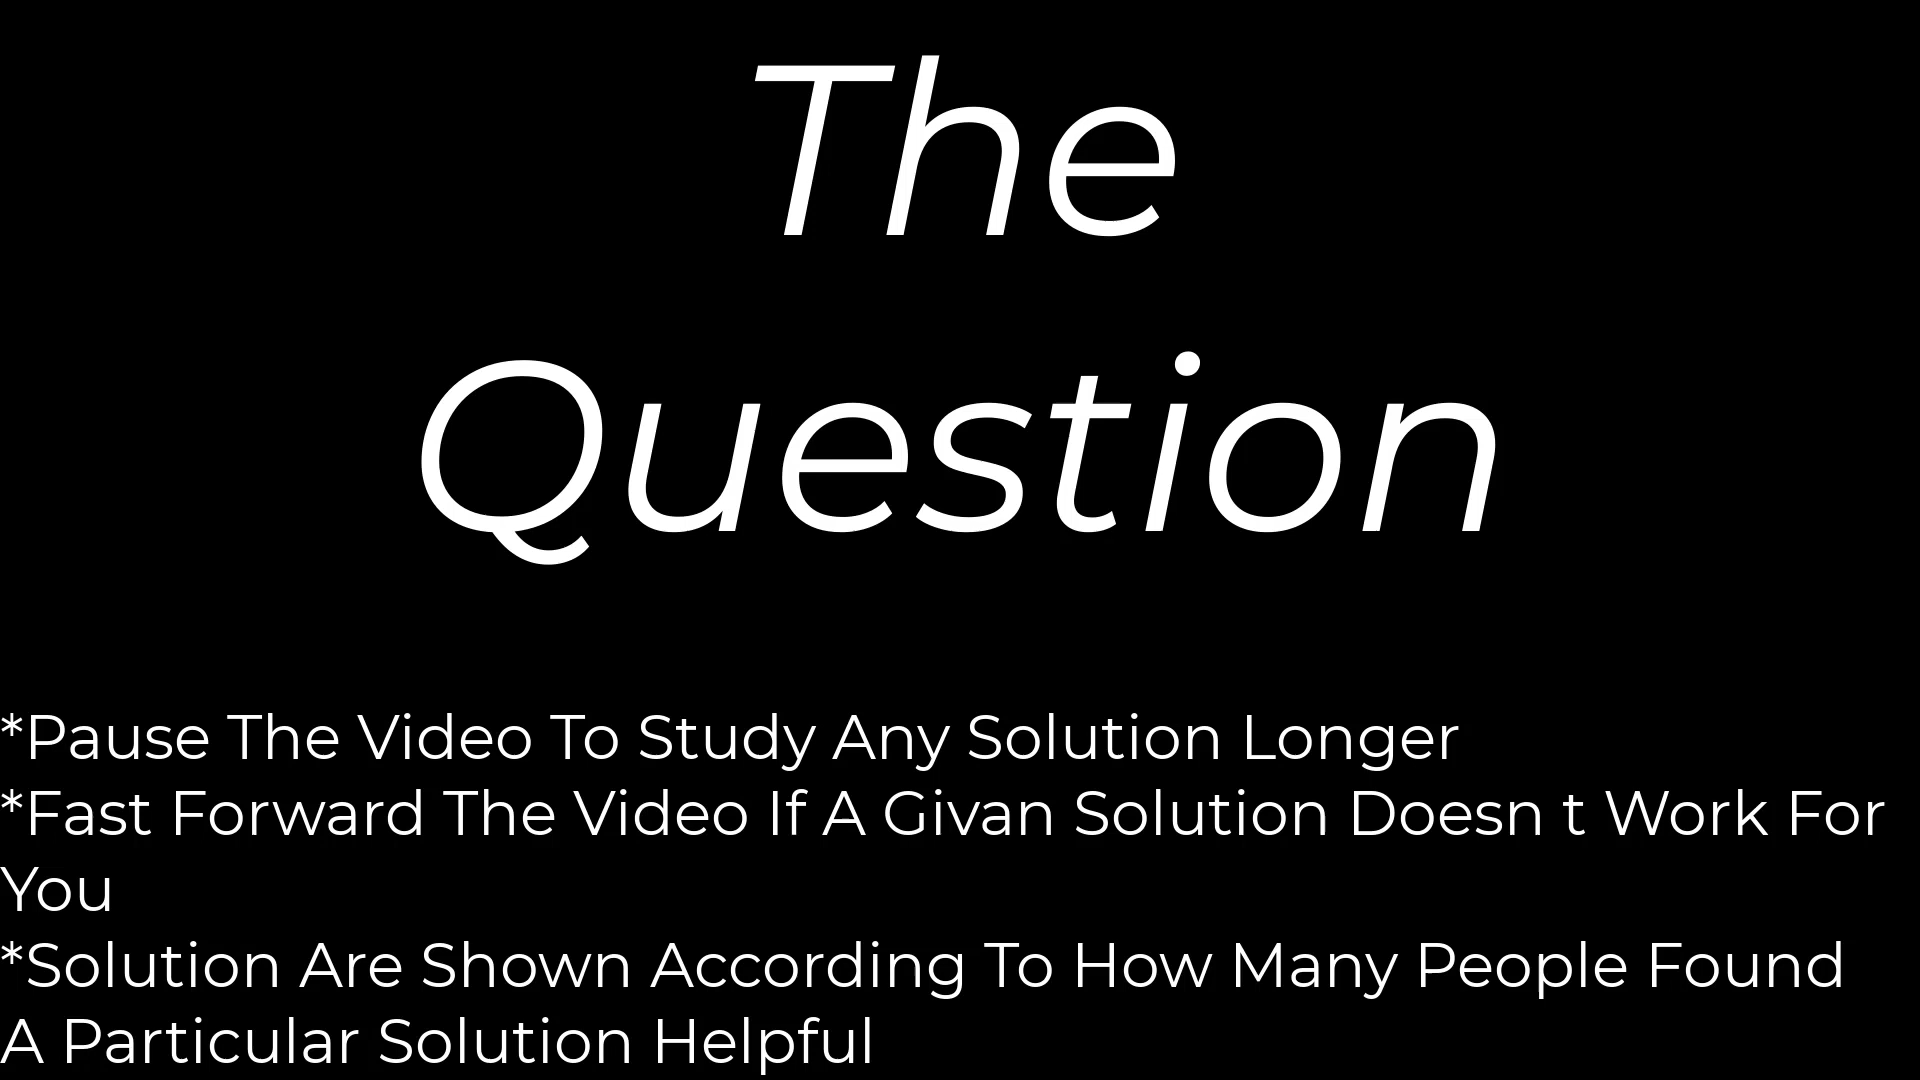 The
Question
*Pause The Video To Study Any Solution Longer
*Fast Forward The Video If A Givan Solution Doesn t Work For
You
*Solution Are Shown According To How Many People Found
A Particular Solution Helpful